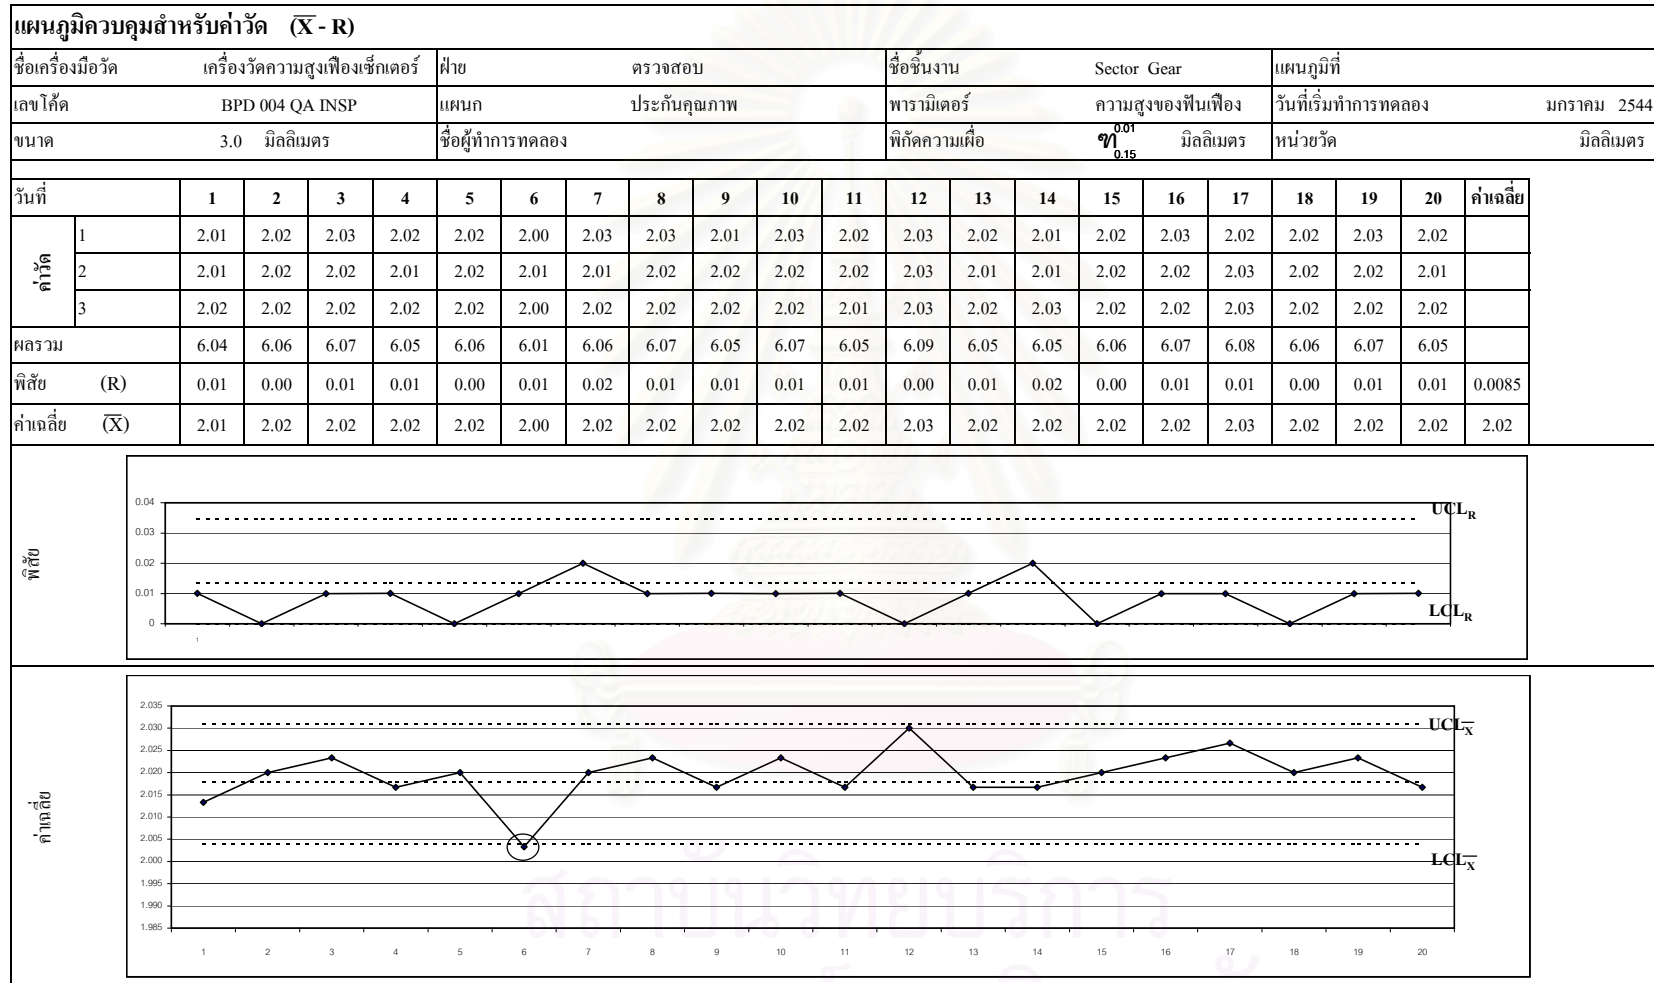 แผนภูมิควบคุมสำหรับค่าวัด (X̅ - R)
ชื่อเครื่องมือวัด เครื่องวัดความสูงเฟืองเซ็กเตอร์ ฝ่าย ตรวจสอบ ชื่อชิ้นงาน Sector Gear แผนภูมิที่
เลขโค้ด BPD 004 QA INSP แผนก ประกันคุณภาพ พารามิเตอร์ ความสูงของฟันเฟือง วันที่เริ่มทำการทดลอง มกราคม 2544
ขนาด 3.0 มิลลิเมตร ชื่อผู้ทำการทดลอง พิกัดความเผื่อ ฑ 0.01 0.15 มิลลิเมตร หน่วยวัด มิลลิเมตร
วันที่ 1 2 3 4 5 6 7 8 9 10 11 12 13 14 15 16 17 18 19 20 ค่าเฉลี่ย
ค่าวัด
1 2.01 2.02 2.03 2.02 2.02 2.00 2.03 2.03 2.01 2.03 2.02 2.03 2.02 2.01 2.02 2.03 2.02 2.02 2.03 2.02
2 2.01 2.02 2.02 2.01 2.02 2.01 2.01 2.02 2.02 2.02 2.02 2.03 2.01 2.01 2.02 2.02 2.03 2.02 2.02 2.01
3 2.02 2.02 2.02 2.02 2.02 2.00 2.02 2.02 2.02 2.02 2.01 2.03 2.02 2.03 2.02 2.02 2.03 2.02 2.02 2.02
ผลรวม 6.04 6.06 6.07 6.05 6.06 6.01 6.06 6.07 6.05 6.07 6.05 6.09 6.05 6.05 6.06 6.07 6.08 6.06 6.07 6.05
พิสัย (R) 0.01 0.00 0.01 0.01 0.00 0.01 0.02 0.01 0.01 0.01 0.01 0.00 0.01 0.02 0.00 0.01 0.01 0.00 0.01 0.01 0.0085
ค่าเฉลี่ย (X̅) 2.01 2.02 2.02 2.02 2.02 2.00 2.02 2.02 2.02 2.02 2.02 2.03 2.02 2.02 2.02 2.02 2.03 2.02 2.02 2.02 2.02
พิสัย
0.04
UCL R
0.03
0.02
0.01
LCL R
0
1
ค่าเฉลี่ย
2.035
2.030
UCL X̅
2.025
2.020
2.015
2.010
2.005
2.000
LCL X̅
1.995
1.990
1.985
1 2 3 4 5 6 7 8 9 10 11 12 13 14 15 16 17 18 19 20
สถาบันวิทยบริการ